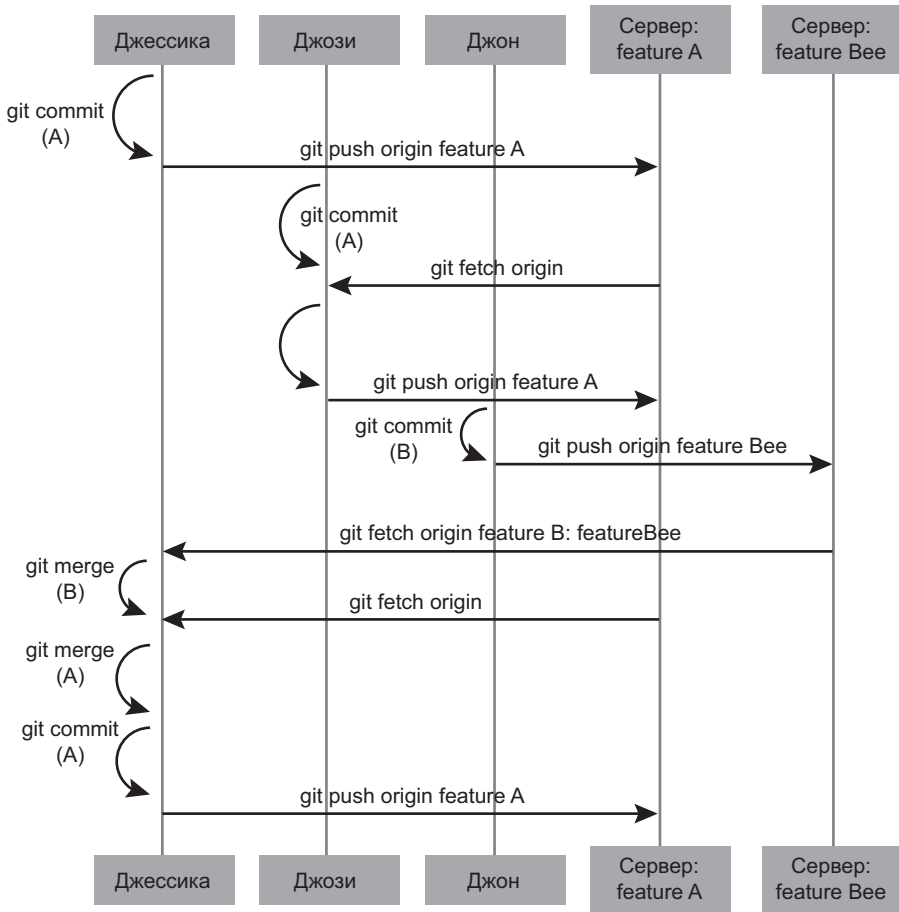 Джессика
Джози
Джон
Сервер:
feature A
Сервер:
feature Bee
git commit
(A)
git push origin feature A
git commit
(A)
git fetch origin
git push origin feature A
git commit
(B)
git push origin feature Bee
git fetch origin feature B: featureBee
git merge
(B)
git fetch origin
git merge
(A)
git commit
(A)
git push origin feature A
Джессика
Джози
Джон
Сервер:
feature A
Сервер:
feature Bee